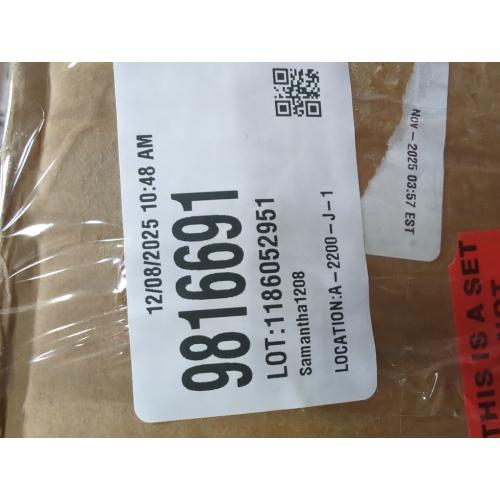 12/08/2025 10:48 AM
9816691
LOT:1186052951
Samantha1208
LOCATION:A-2200-J-1
NOV-2025 03:57 EST
THIS IS A SET